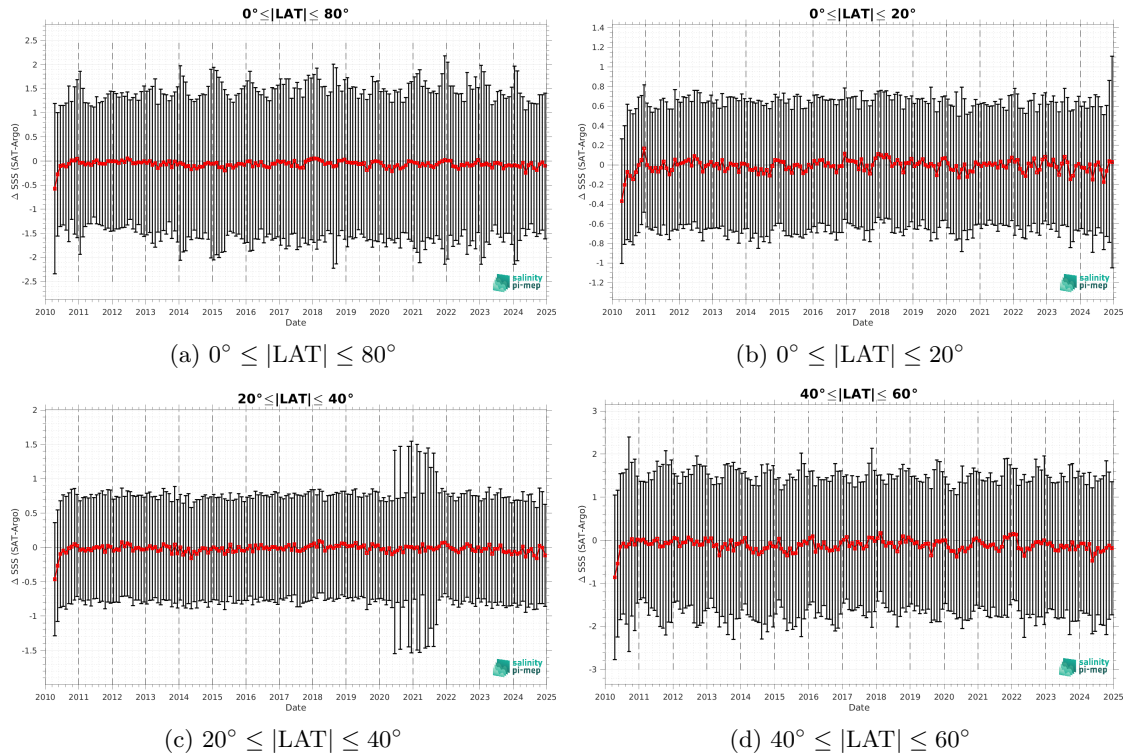 0°≤|LAT|≤ 80°
2.5
2
1.5
1
0.5
0
-0.5
-1
-1.5
-2
-2.5
Δ SSS (SAT-Argo)
2010 2011 2012 2013 2014 2015 2016 2017 2018 2019 2020 2021 2022 2023 2024 2025
Date
salinity
pi-mep
(a) 0° ≤ |LAT| ≤ 80°
0°≤|LAT|≤ 20°
1.4
1.2
1
0.8
0.6
0.4
0.2
0
-0.2
-0.4
-0.6
-0.8
-1
-1.2
Δ SSS (SAT-Argo)
2010 2011 2012 2013 2014 2015 2016 2017 2018 2019 2020 2021 2022 2023 2024 2025
Date
salinity
pi-mep
(b) 0° ≤ |LAT| ≤ 20°
20°≤|LAT|≤ 40°
2
1.5
1
0.5
0
-0.5
-1
-1.5
Δ SSS (SAT-Argo)
2010 2011 2012 2013 2014 2015 2016 2017 2018 2019 2020 2021 2022 2023 2024 2025
Date
salinity
pi-mep
(c) 20° ≤ |LAT| ≤ 40°
40°≤|LAT|≤ 60°
3
2
1
0
-1
-2
-3
Δ SSS (SAT-Argo)
2010 2011 2012 2013 2014 2015 2016 2017 2018 2019 2020 2021 2022 2023 2024 2025
Date
salinity
pi-mep
(d) 40° ≤ |LAT| ≤ 60°